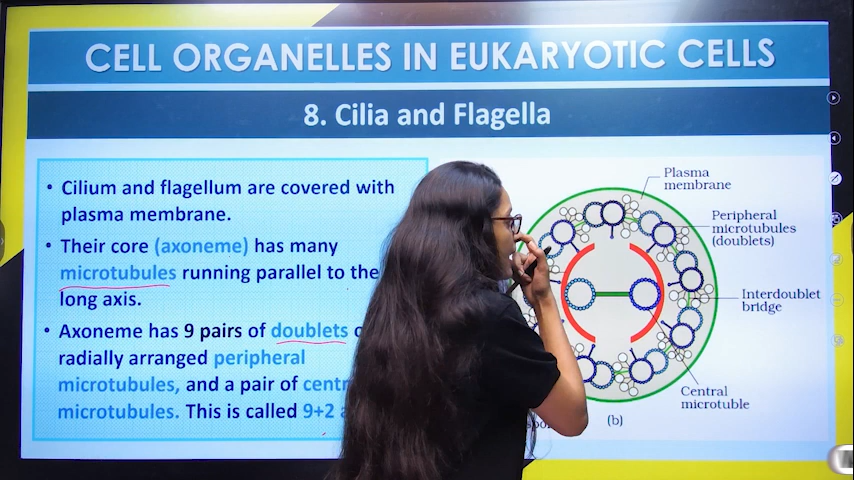 CELL ORGANELLES IN EUKARYOTIC CELLS
8. Cilia and Flagella
• Cilium and flagellum are covered with
plasma membrane.
• Their core (axoneme) has many
microtubules running parallel to the
long axis.
• Axoneme has 9 pairs of doublets
radially arranged peripheral
microtubules, and a pair of
microtubules. This is called 9+2
Plasma
membrane
Peripheral
microtubules
(doublets)
Interdoublet
bridge
Central
microtuble
(b)